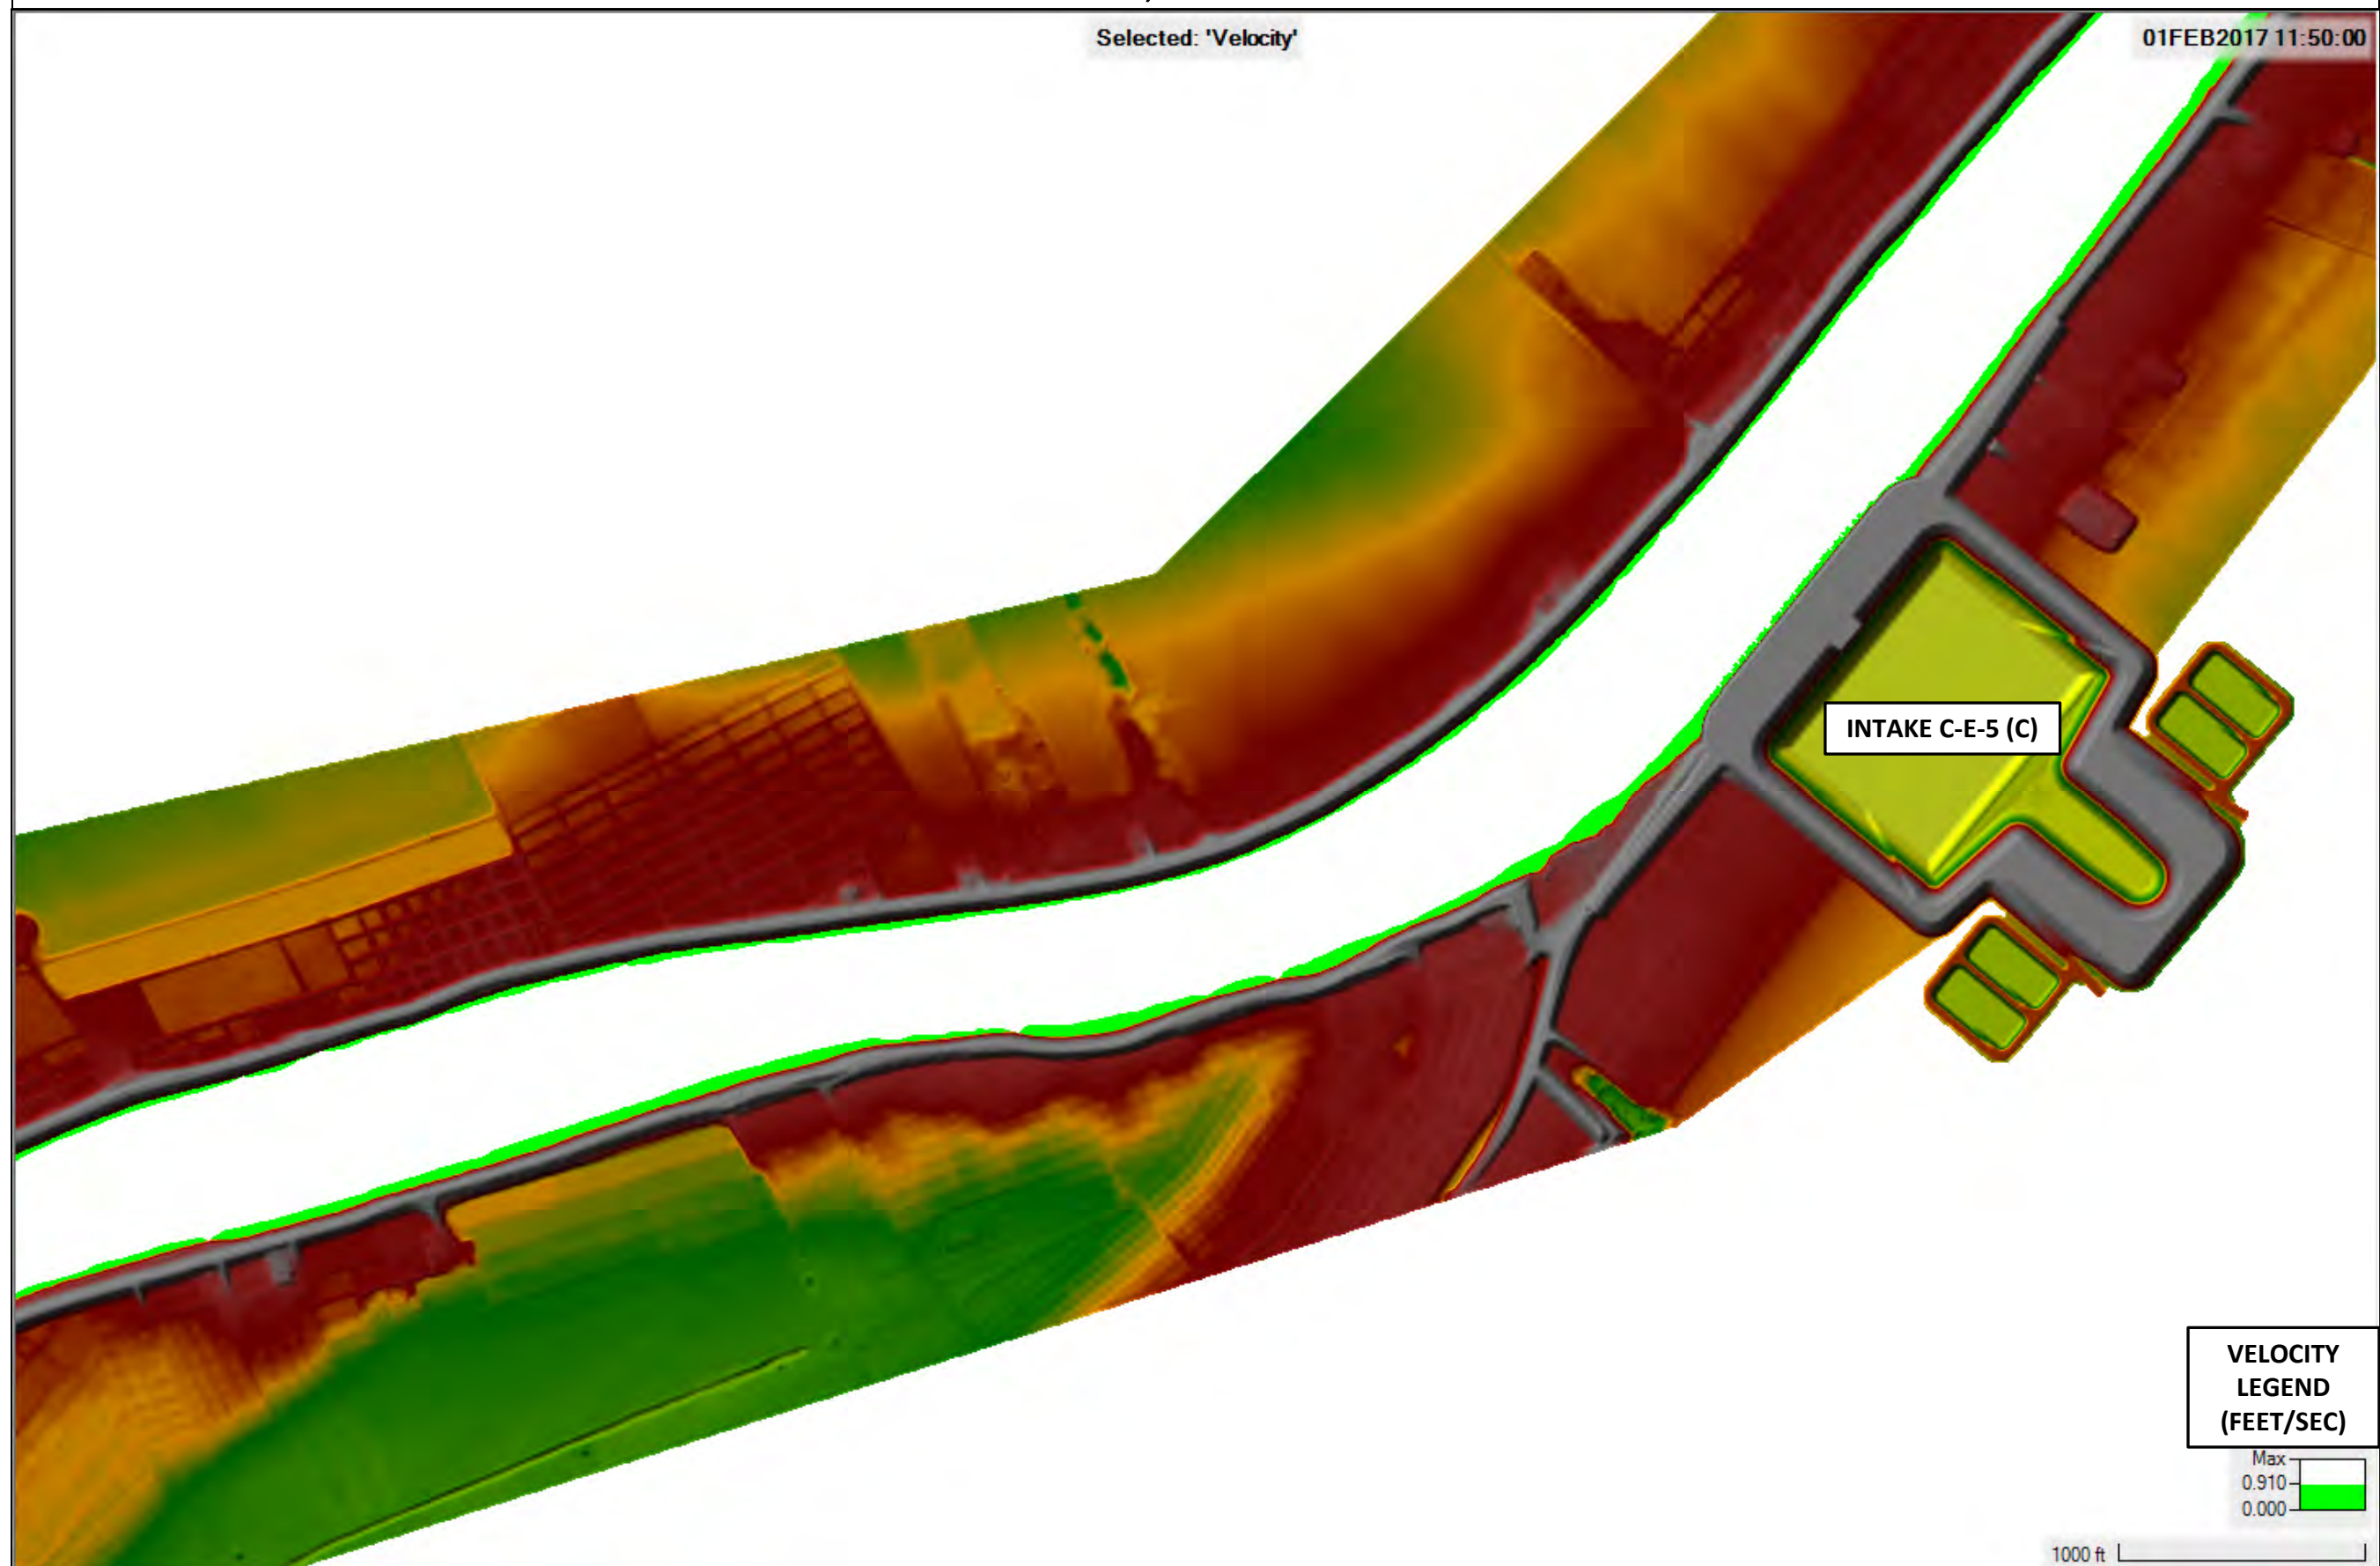 Selected: 'Velocity'
01FEB2017 11:50:00
INTAKE C-E-5 (C)
VELOCITY
LEGEND
(FEET/SEC)
Max
0.910
0.000
1000 ft